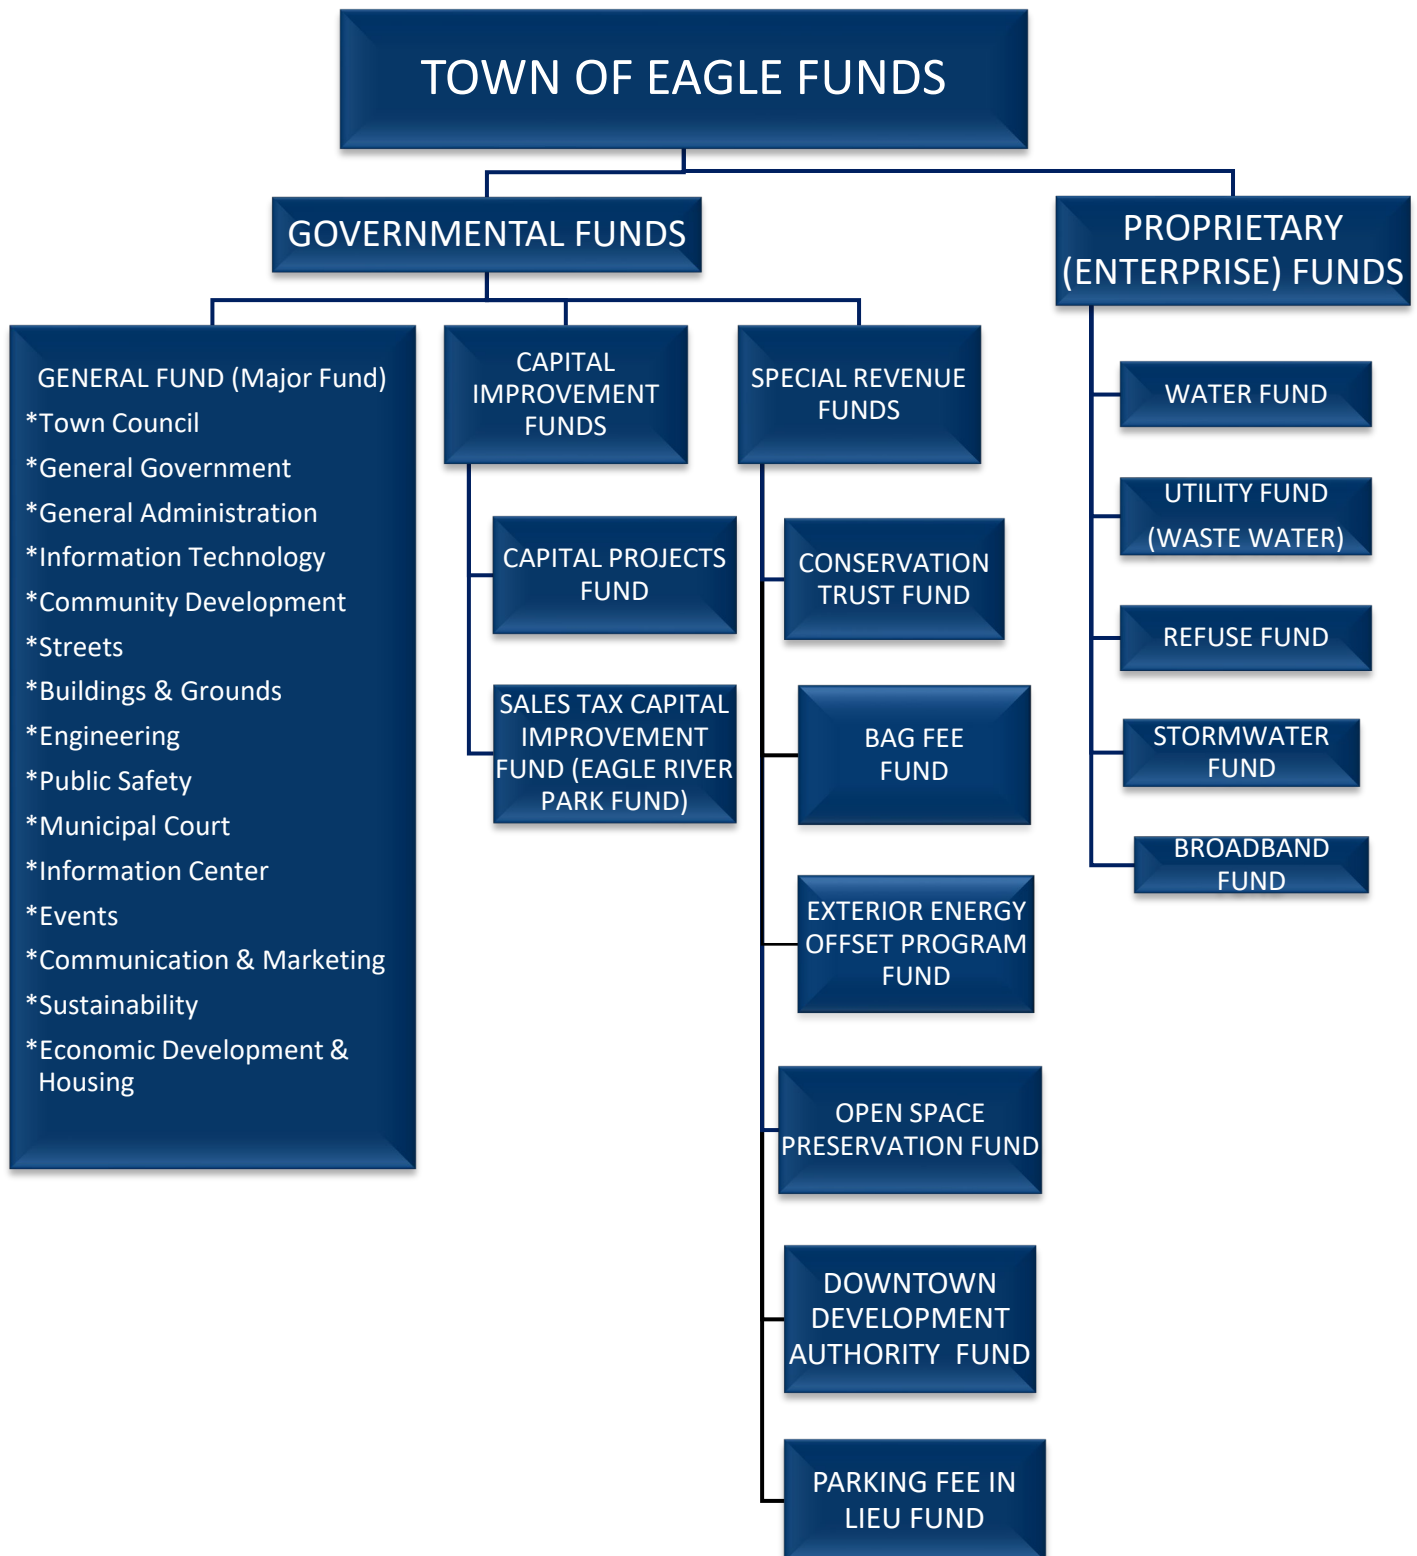 TOWN OF EAGLE FUNDS
GOVERNMENTAL FUNDS
PROPRIETARY
(ENTERPRISE) FUNDS
GENERAL FUND (Major Fund)
*Town Council
*General Government
*General Administration
*Information Technology
*Community Development
*Streets
*Buildings & Grounds
*Engineering
*Public Safety
*Municipal Court
*Information Center
*Events
*Communication & Marketing
*Sustainability
*Economic Development &
Housing
CAPITAL
IMPROVEMENT
FUNDS
CAPITAL PROJECTS
FUND
SALES TAX CAPITAL
IMPROVEMENT
FUND (EAGLE RIVER
PARK FUND)
SPECIAL REVENUE
FUNDS
CONSERVATION
TRUST FUND
BAG FEE
FUND
EXTERIOR ENERGY
OFFSET PROGRAM
FUND
OPEN SPACE
PRESERVATION FUND
DOWNTOWN
DEVELOPMENT
AUTHORITY FUND
PARKING FEE IN
LIEU FUND
WATER FUND
UTILITY FUND
(WASTE WATER)
REFUSE FUND
STORMWATER
FUND
BROADBAND
FUND